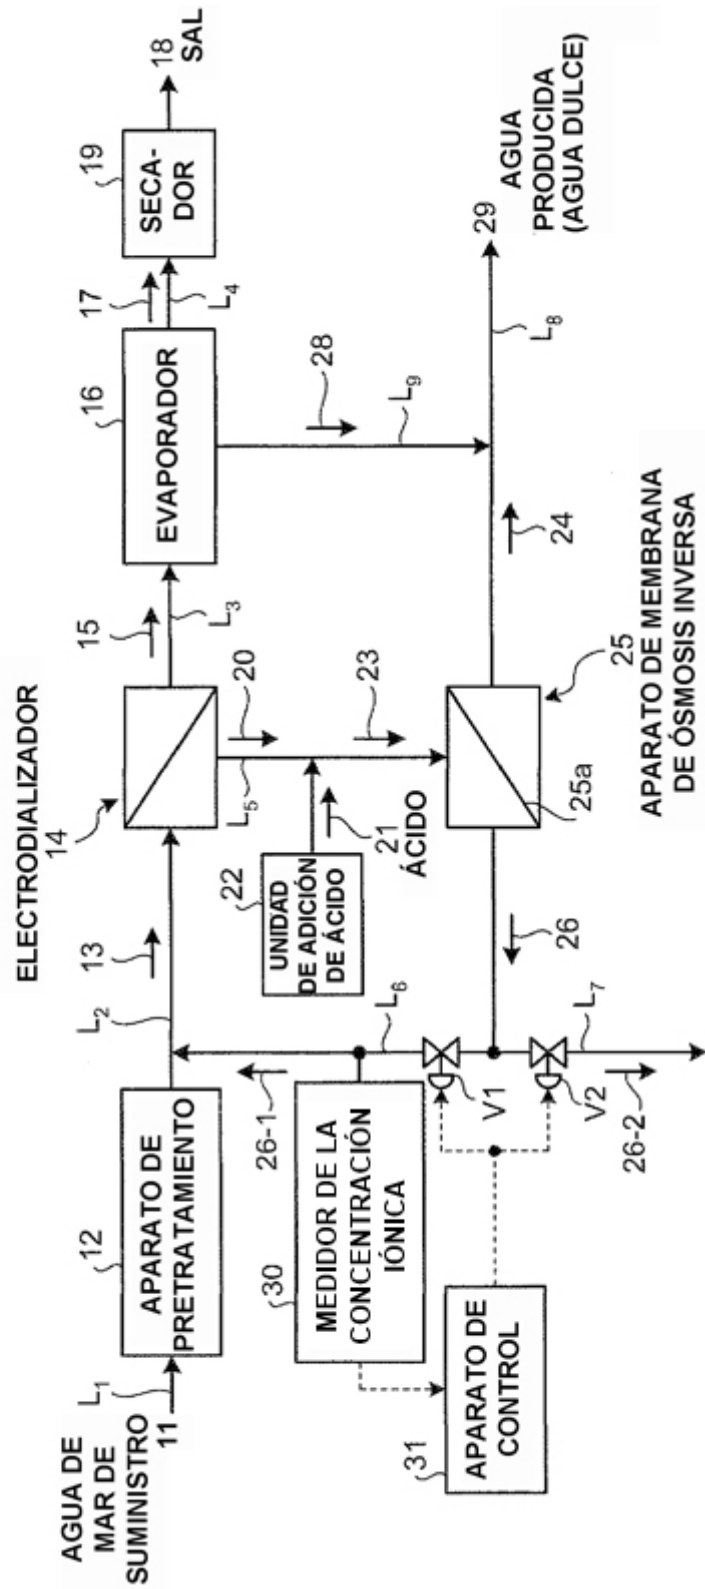 AGUA DE
MAR DE
SUMINISTRO
11
L1
12
APARATO DE
PRETRATAMIENTO
L2
13
ELECTRODIALIZADOR
14
15
L3
16
EVAPORADOR
17
L4
19
SECA-
DOR
18
SAL
20
L5
22
UNIDAD
DE ADICIÓN
DE ÁCIDO
21
ÁCIDO
23
28
L9
26-1
L6
30
MEDIDOR DE LA
CONCENTRACIÓN
IÓNICA
V1
V2
26
L7
26-2
31
APARATO DE
CONTROL
25a
25
APARATO DE MEMBRANA
DE ÓSMOSIS INVERSA
24
L8
29
AGUA
PRODUCIDA
(AGUA DULCE)